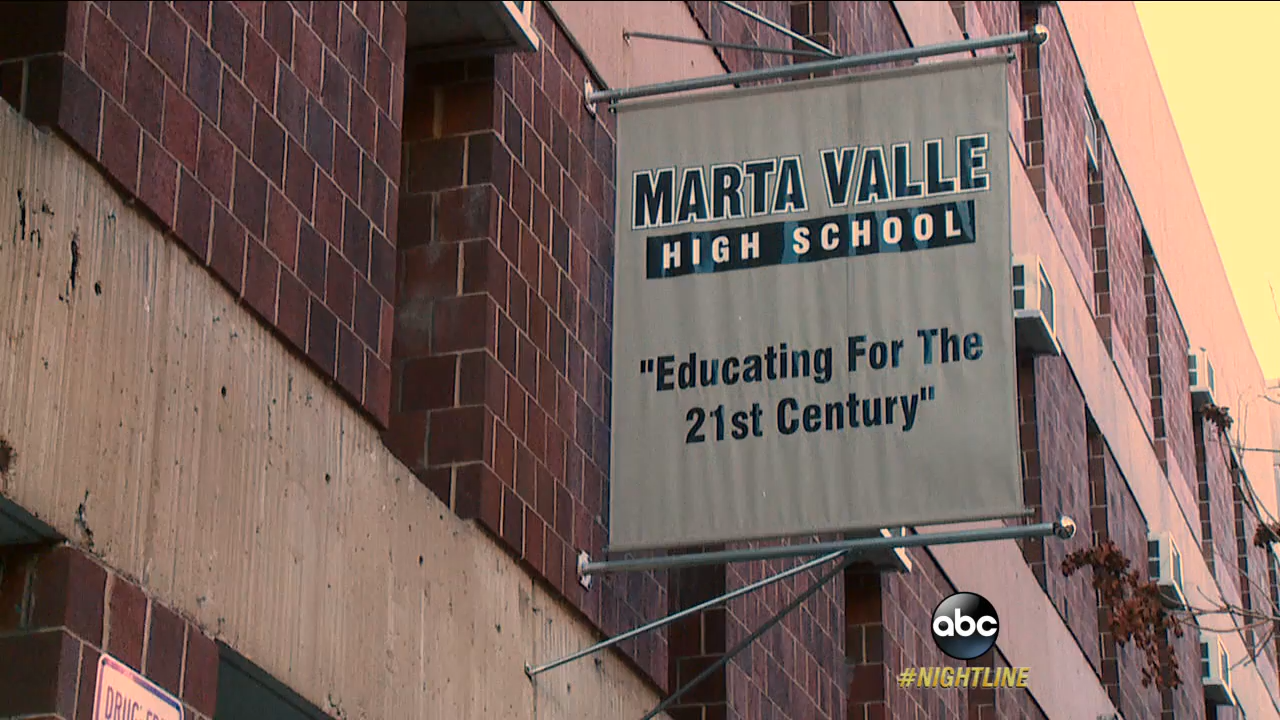 MARTA VALLE
HIGH SCHOOL
"Educating For The
21st Century"
abc
#NIGHTLINE